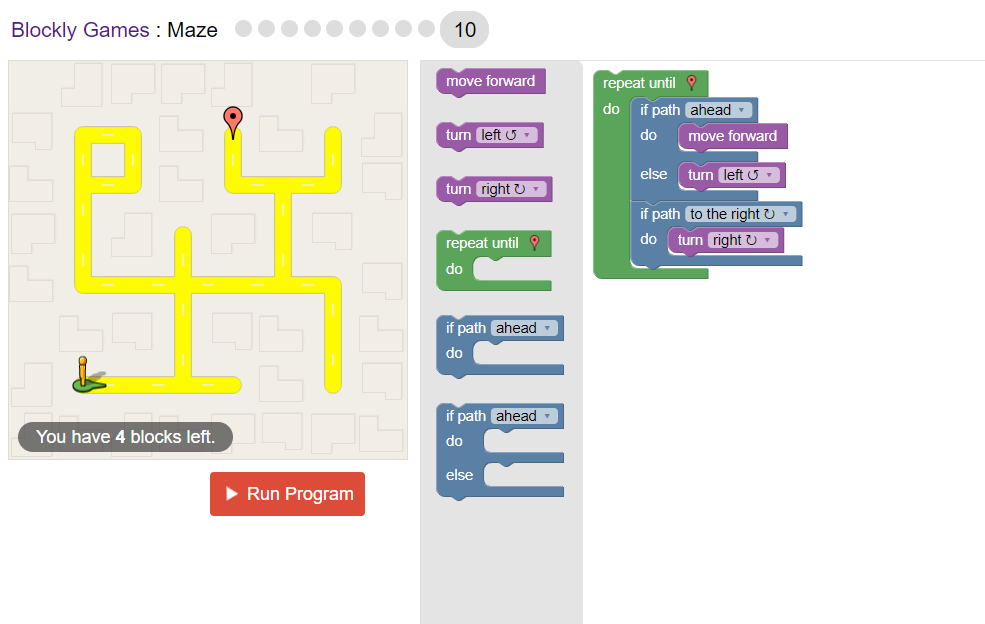 Blockly Games : Maze
10
You have 4 blocks left.
Run Program
move forward
turn left ↺ ▾
turn right ↻ ▾
repeat until
do
if path ahead ▾
do
if path ahead ▾
do
else
repeat until
do
if path ahead ▾
do
move forward
else
turn left ↺ ▾
if path to the right ↻ ▾
do
turn right ↻ ▾